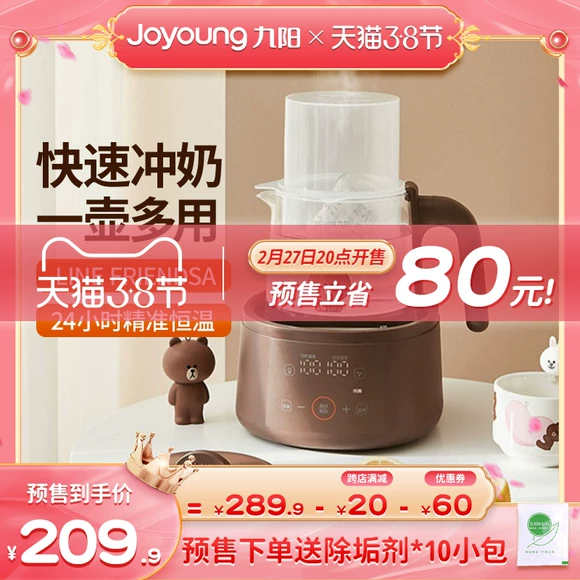 Joyoung 九阳 × 天猫3.8节
快速冲奶
一壶多用
LINE FRIENDSA
天猫3.8节
24小时精准恒温
2月27日20点开售
预售立省
80元!
100 100
预售到手价
¥209.9
跨店满减
优惠券
= ¥289.9 - ¥20 - ¥60
预售下单送除垢剂*10小包